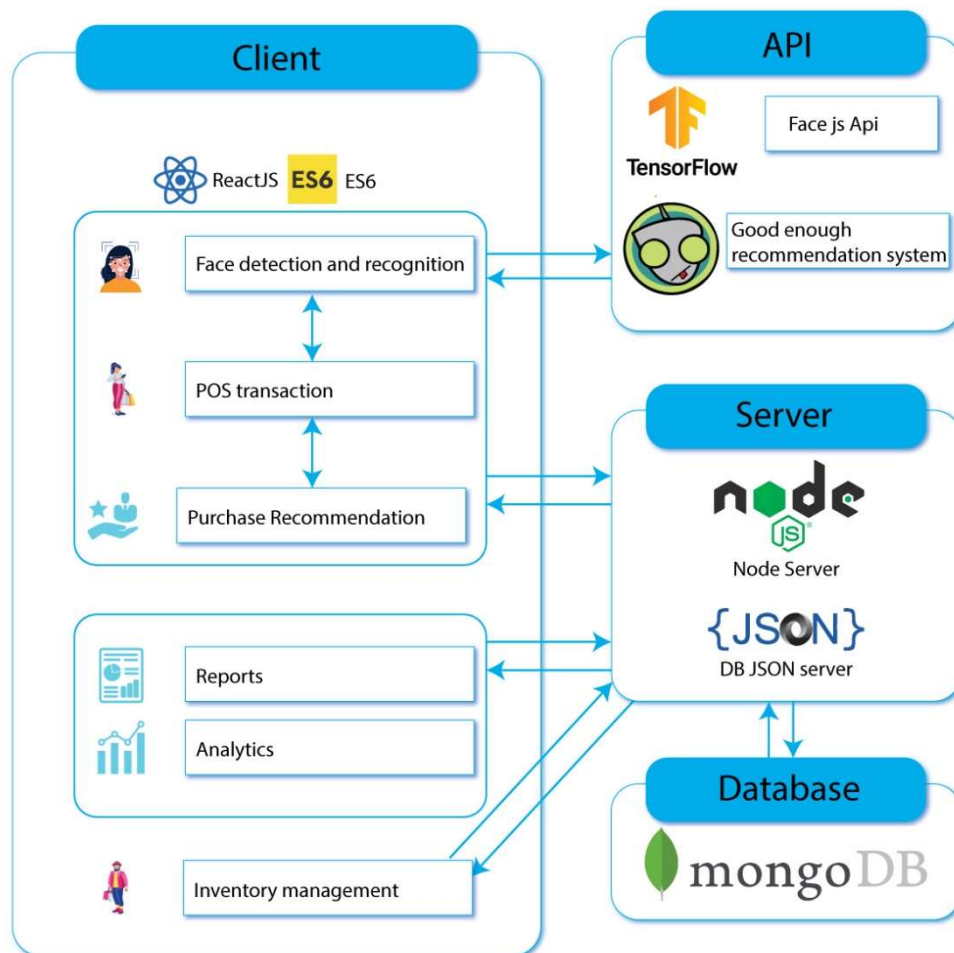 Client
ReactJS
ES6
ES6
Face detection and recognition
POS transaction
Purchase Recommendation
Reports
Analytics
Inventory management
API
TensorFlow
Face js Api
Good enough
recommendation system
Server
node
JS
Node Server
{JSON}
DB JSON server
Database
mongoDB